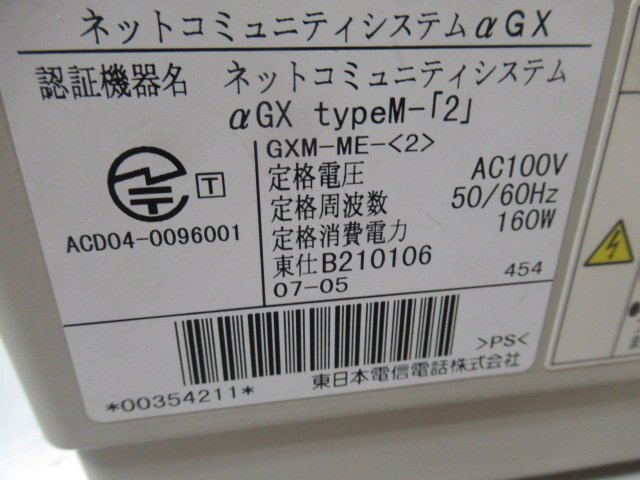 ネットコミュニティシステムαGX
認証機器名 ネットコミュニティシステム
αGX typeM-「2」
T
ACD04-0096001
GXM-ME-<2>
定格電圧 AC100V
定格周波数 50/60Hz
定格消費電力 160W
東仕B210106
07-05 454
>PS<
*00354211*
東日本電信電話株式会社